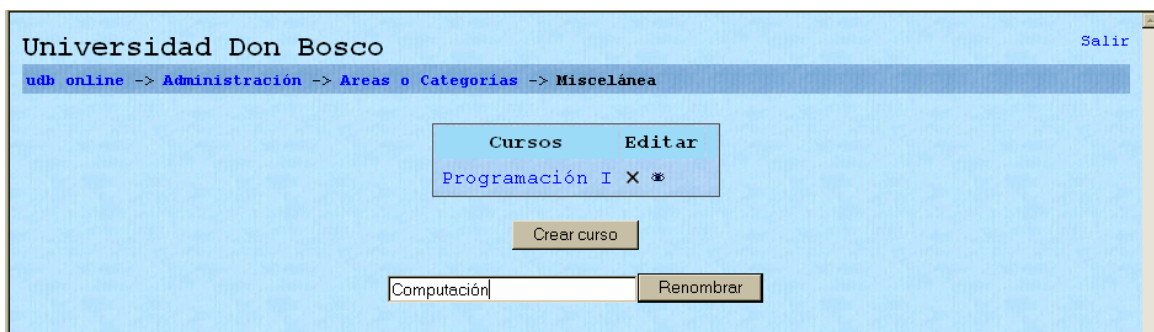 Universidad Don Bosco
Salir
udb online -> Administración -> Areas o Categorías -> Miscelánea
Cursos Editar
Programación I
Crear curso
Computación Renombrar